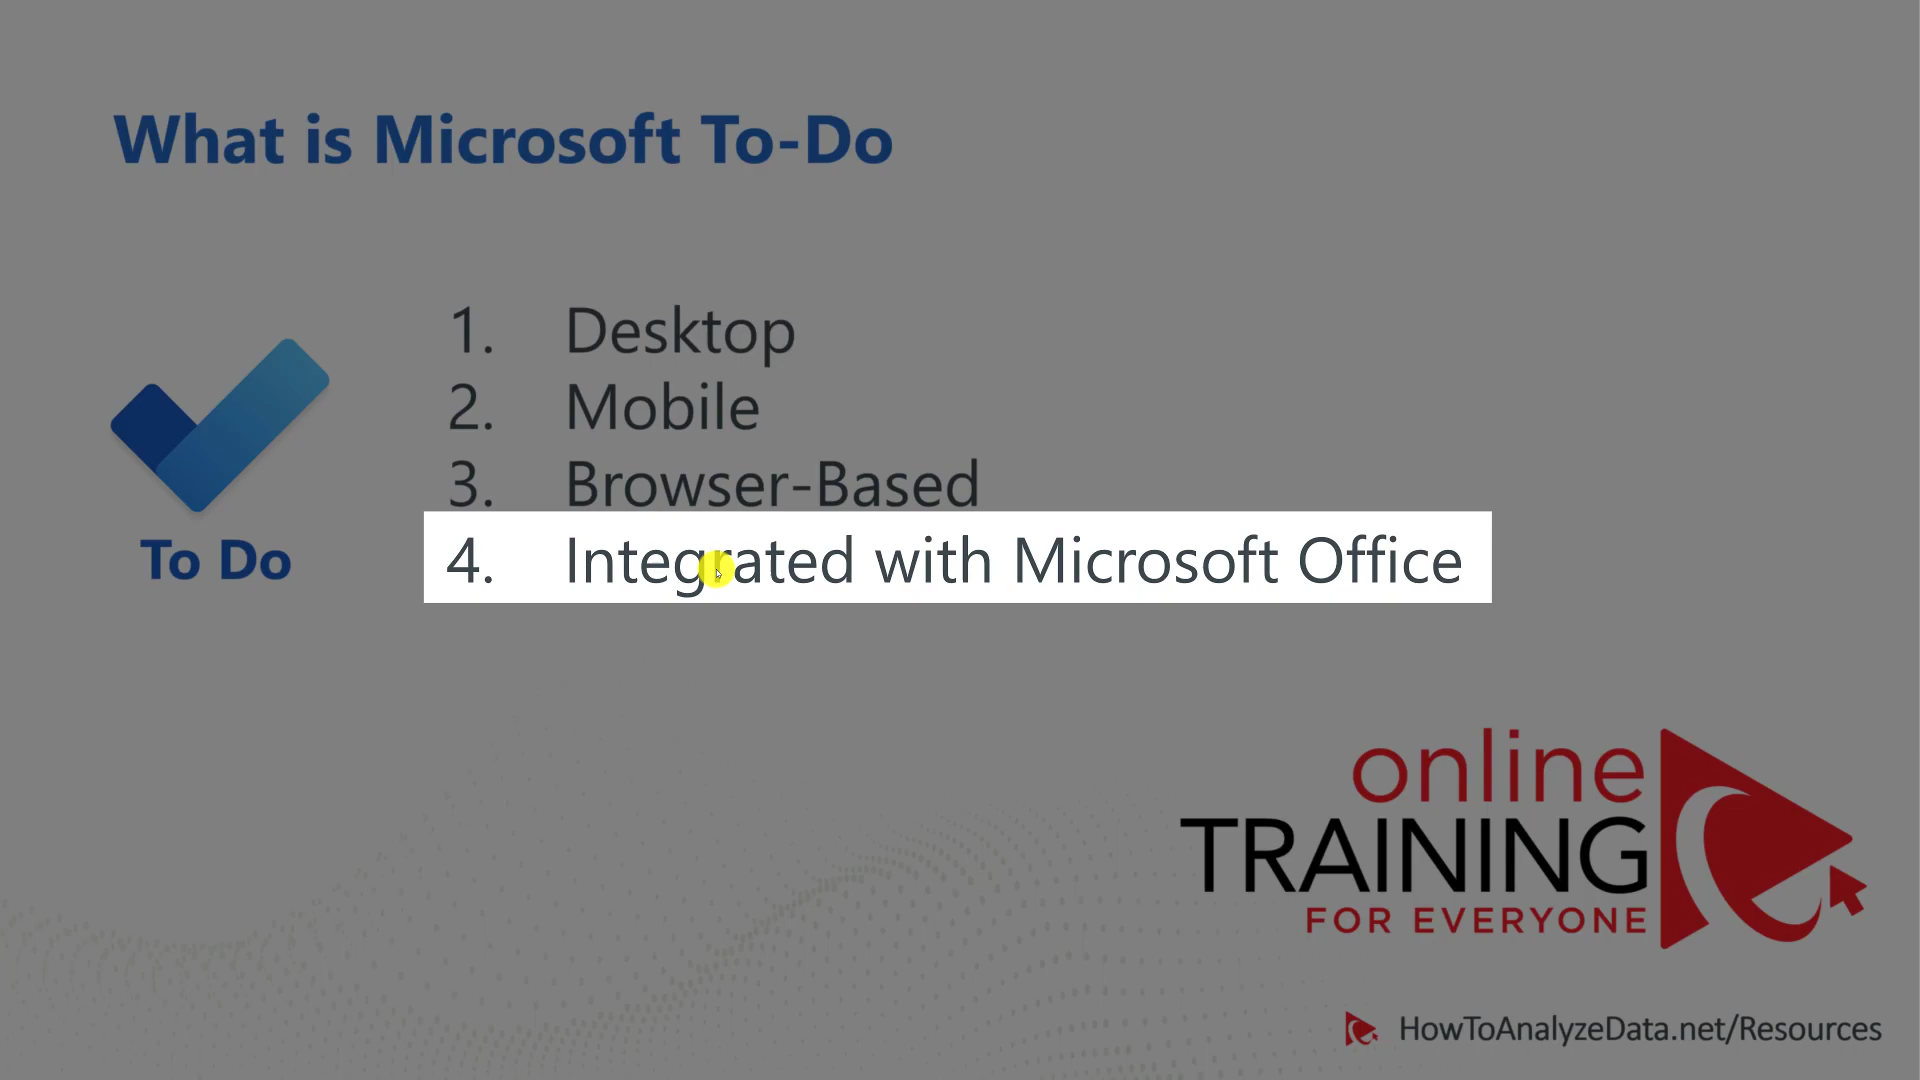 What is Microsoft To-Do
1. Desktop
2. Mobile
3. Browser-Based
4. Integrated with Microsoft Office
To Do
online
TRAINING
FOR EVERYONE
HowToAnalyzeData.net/Resources